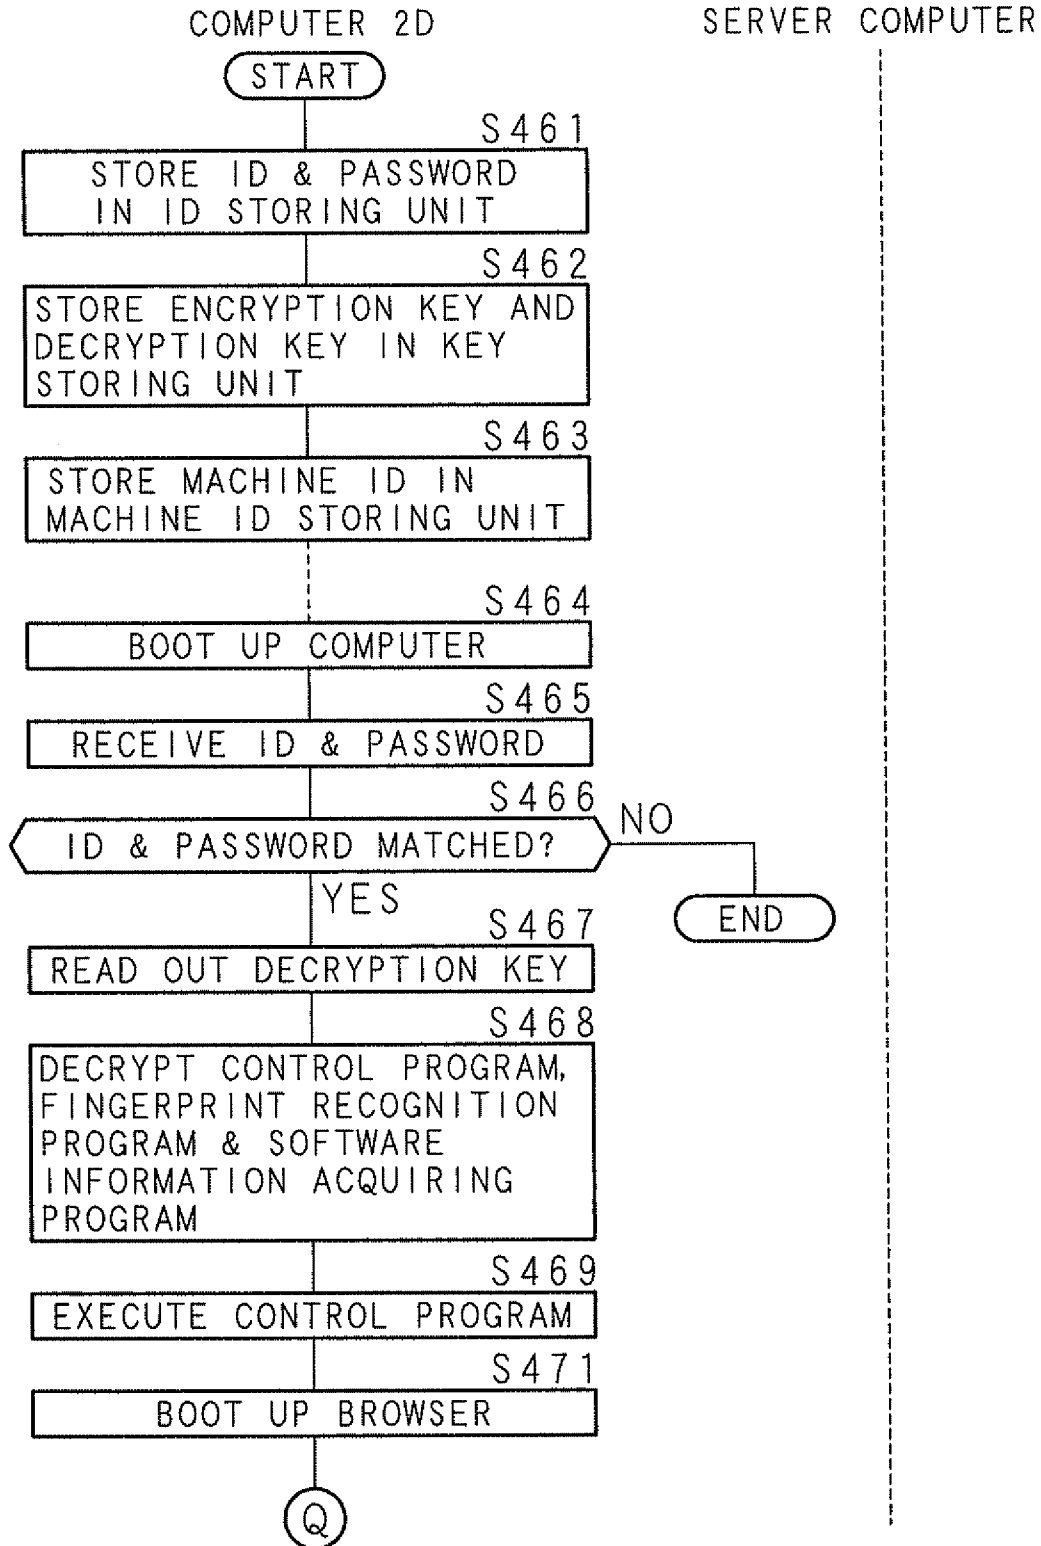 COMPUTER 2D
SERVER COMPUTER
START
S461
STORE ID & PASSWORD
IN ID STORING UNIT
S462
STORE ENCRYPTION KEY AND
DECRYPTION KEY IN KEY
STORING UNIT
S463
STORE MACHINE ID IN
MACHINE ID STORING UNIT
S464
BOOT UP COMPUTER
S465
RECEIVE ID & PASSWORD
S466
ID & PASSWORD MATCHED?
NO
YES
END
S467
READ OUT DECRYPTION KEY
S468
DECRYPT CONTROL PROGRAM,
FINGERPRINT RECOGNITION
PROGRAM & SOFTWARE
INFORMATION ACQUIRING
PROGRAM
S469
EXECUTE CONTROL PROGRAM
S471
BOOT UP BROWSER
Q